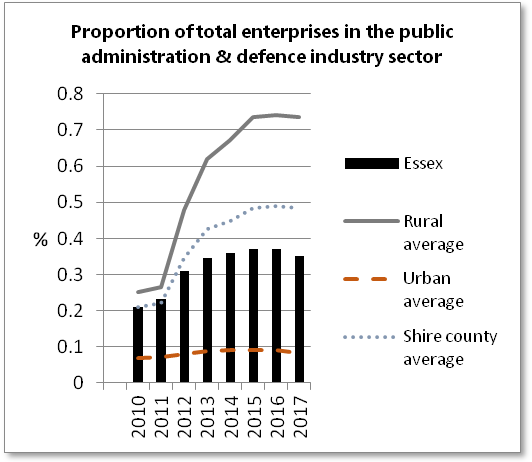 Proportion of total enterprises in the public
administration & defence industry sector
0.8
0.7
0.6
0.5
0.4
0.3
0.2
0.1
0
%
2010
2011
2012
2013
2014
2015
2016
2017
Essex
Rural
average
Urban
average
Shire county
average